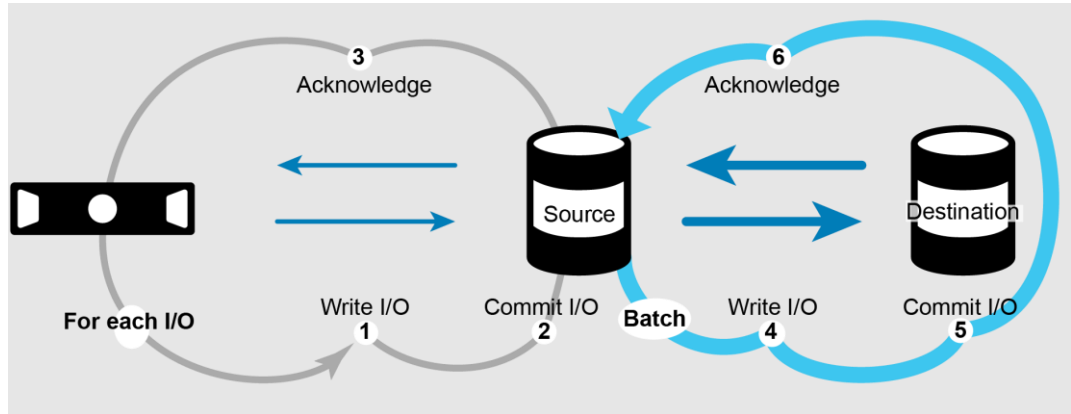 3
Acknowledge
6
Acknowledge
Source
Destination
For each I/O
Write I/O
1
Commit I/O
2
Batch
Write I/O
4
Commit I/O
5